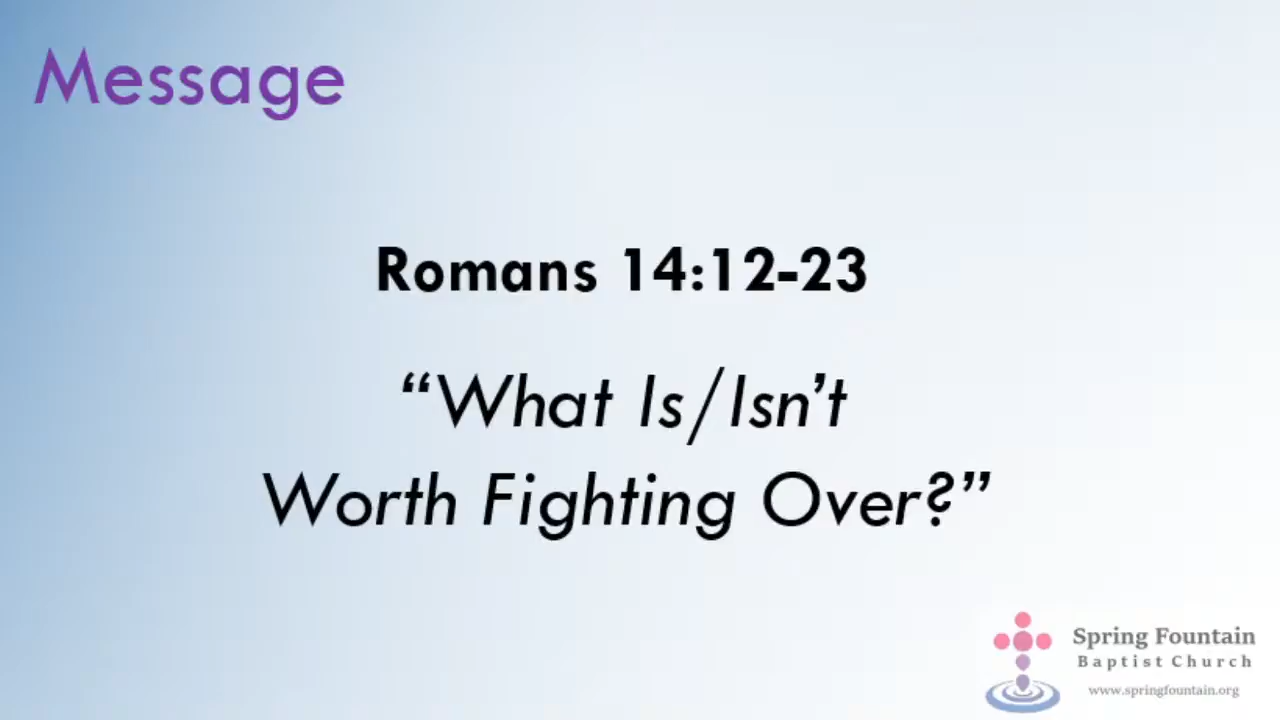 Message
Romans 14:12-23
“What Is/Isn’t
Worth Fighting Over?”
Spring Fountain
Baptist Church
www.springfountain.org